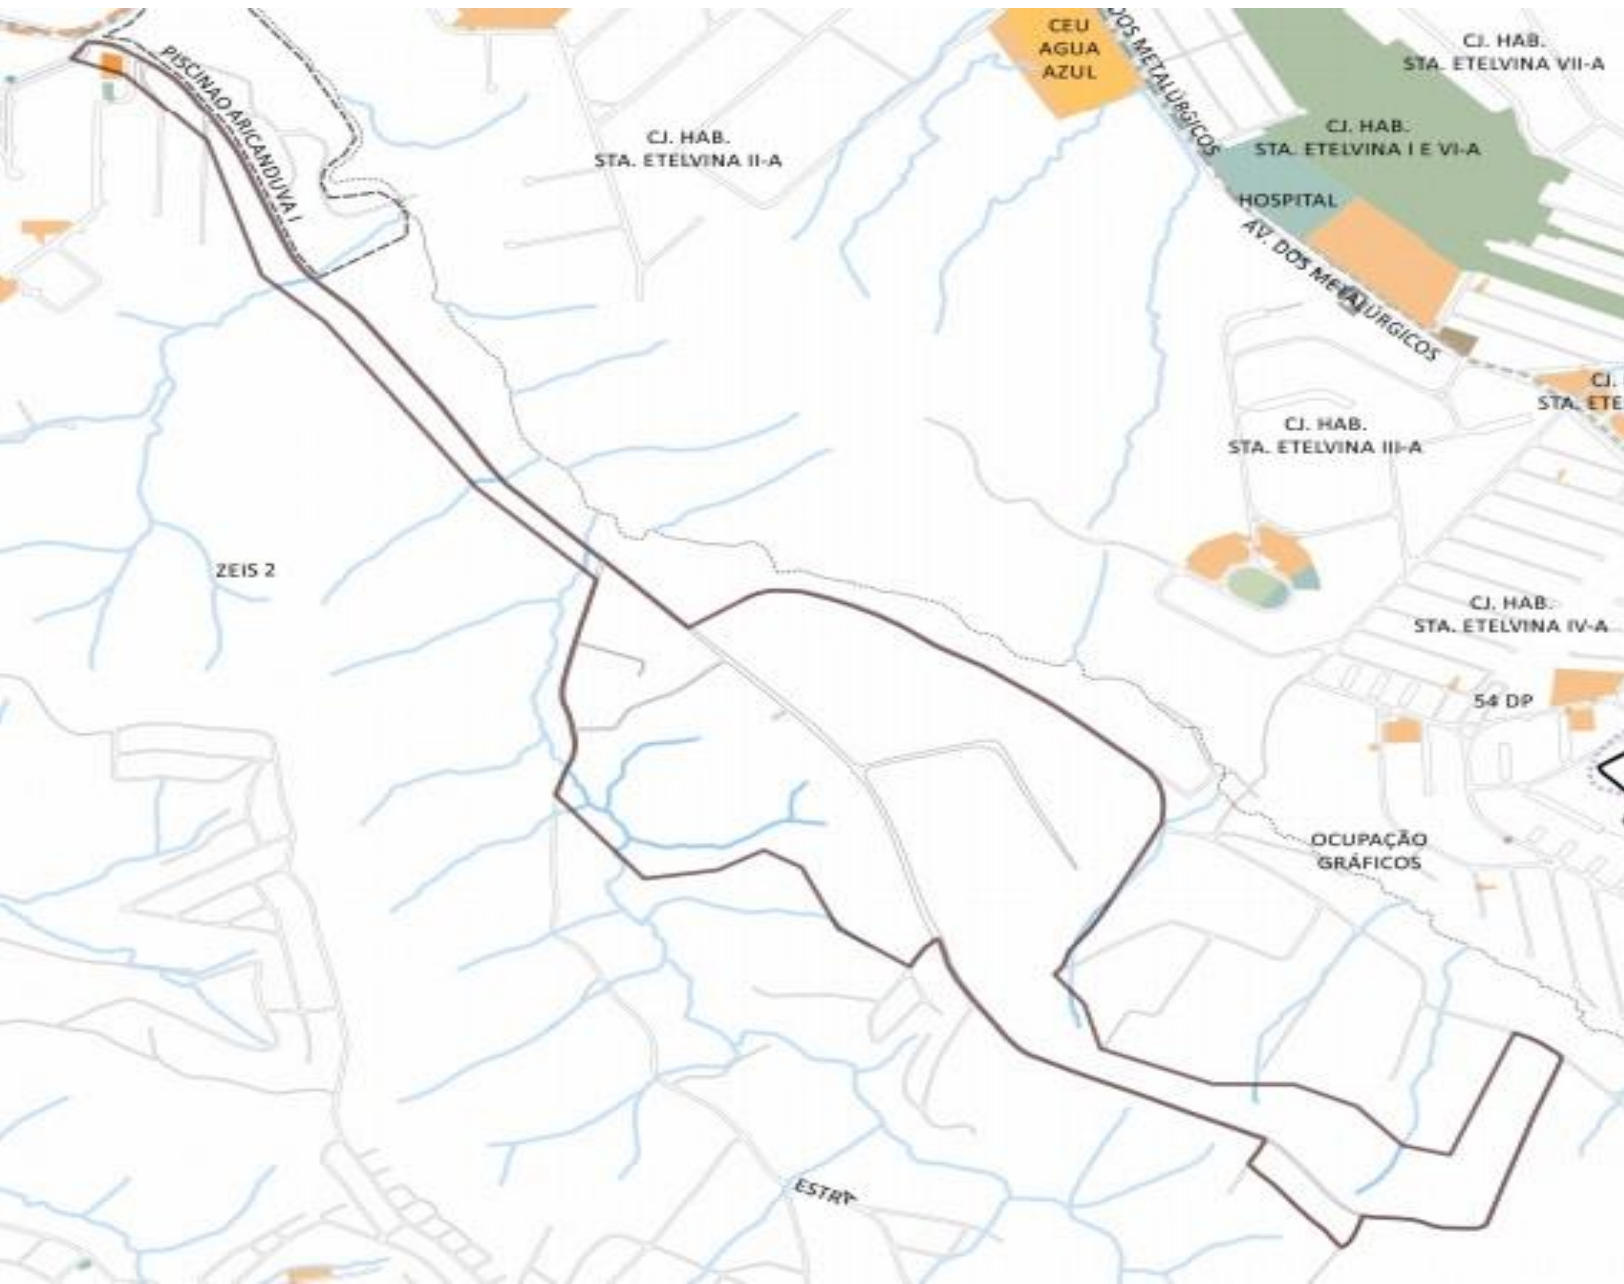 CEU
AGUA
AZUL
DOS METALÚRGICOS
CJ. HAB.
STA. ETELVINA VII-A
PISCINAO ARICANDUVA I
CJ. HAB.
STA. ETELVINA II-A
CJ. HAB.
STA. ETELVINA I E VI-A
HOSPITAL
AV. DOS METALÚRGICOS
CJ.
STA. ETE
CJ. HAB.
STA. ETELVINA III-A
ZEIS 2
CJ. HAB.
STA. ETELVINA IV-A
54 DP
OCUPAÇÃO
GRÁFICOS